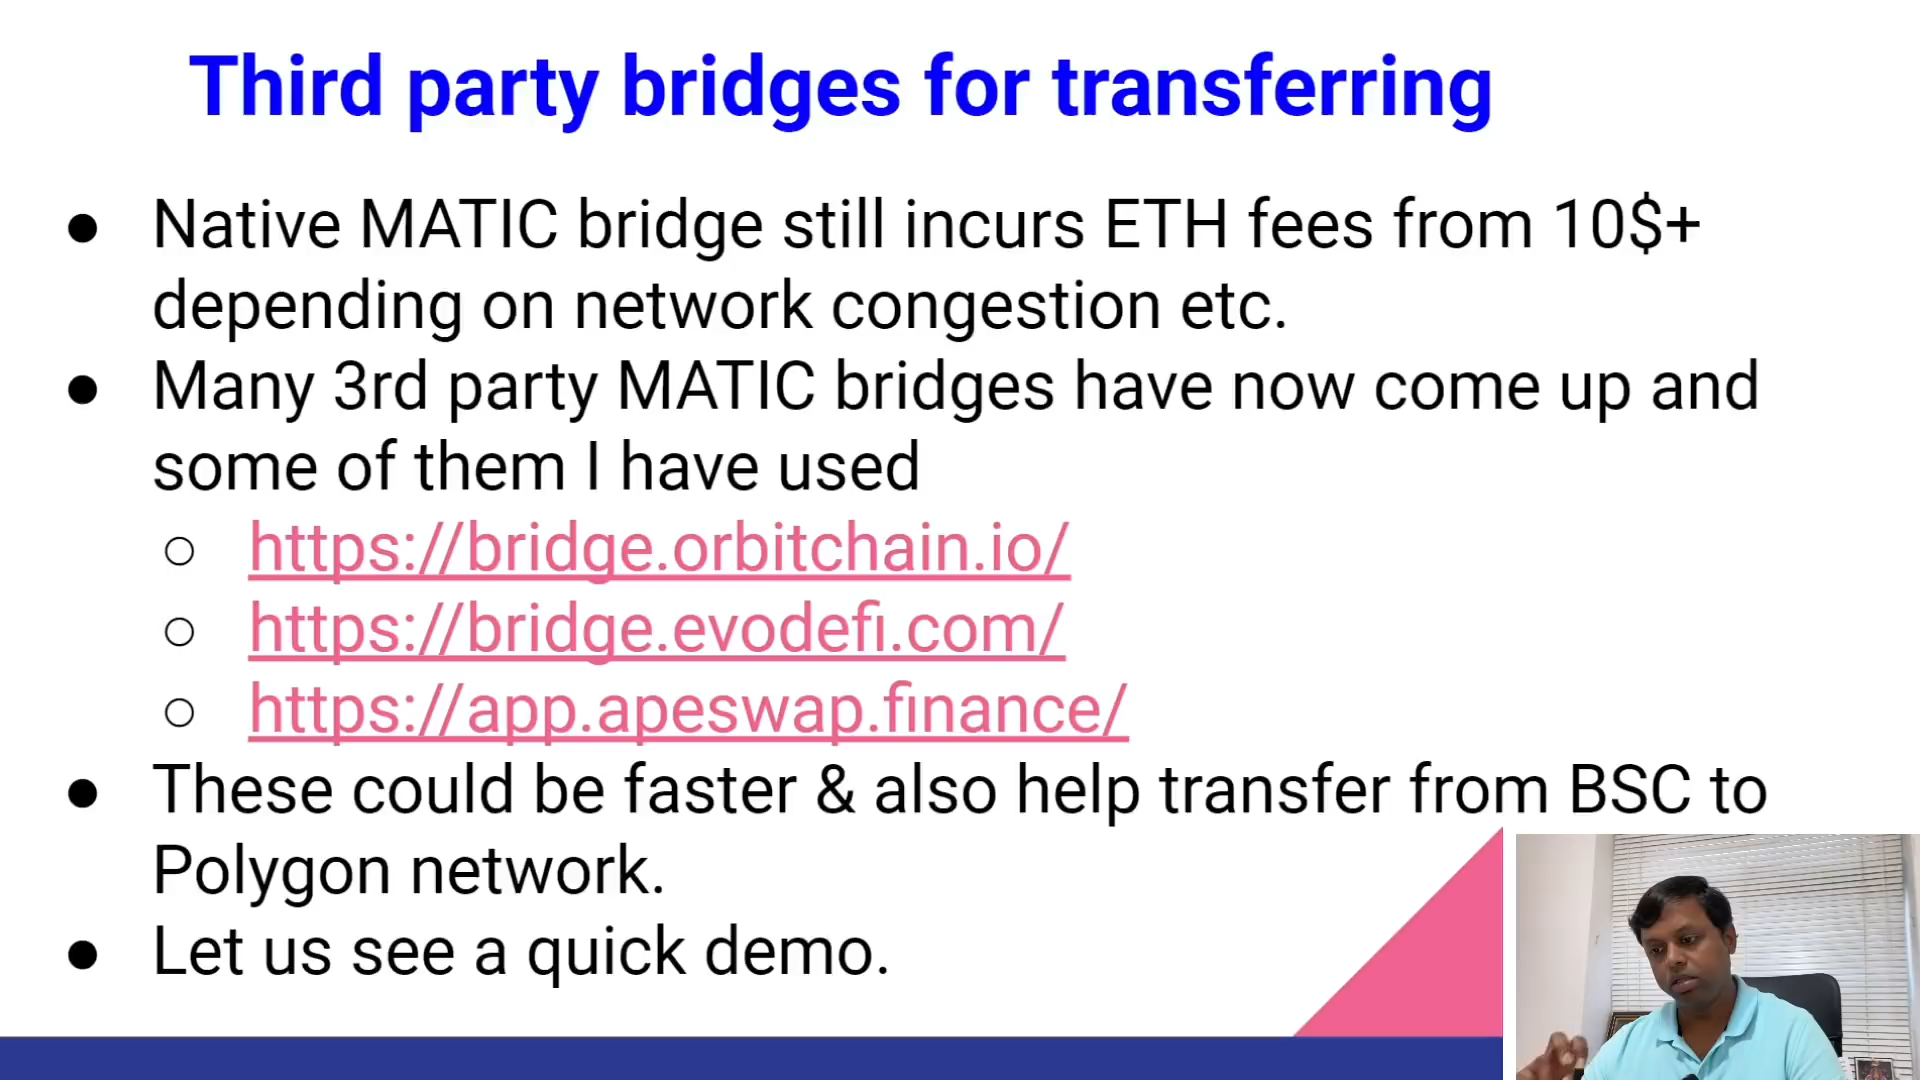 Third party bridges for transferring
● Native MATIC bridge still incurs ETH fees from 10$+
depending on network congestion etc.
● Many 3rd party MATIC bridges have now come up and
some of them I have used
○ https://bridge.orbitchain.io/
○ https://bridge.evodefi.com/
○ https://app.apeswap.finance/
● These could be faster & also help transfer from BSC to
Polygon network.
● Let us see a quick demo.